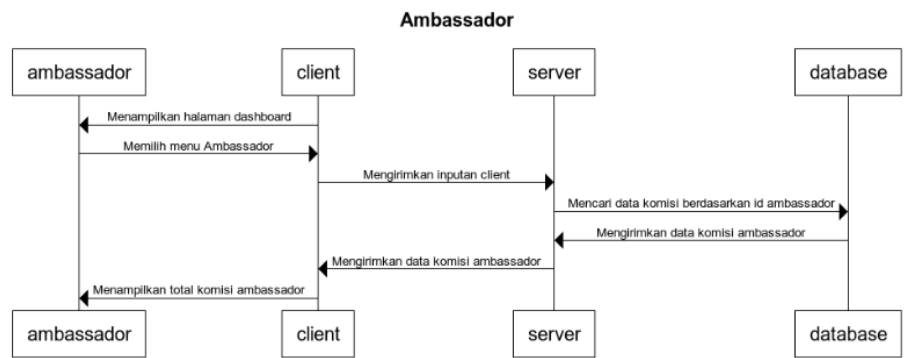 Ambassador
ambassador client server database
Menampilkan halaman dashboard
Memilih menu Ambassador
Mengirimkan inputan client
Mencari data komisi berdasarkan id ambassador
Mengirimkan data komisi ambassador
Mengirimkan data komisi ambassador
Menampilkan total komisi ambassador
ambassador client server database